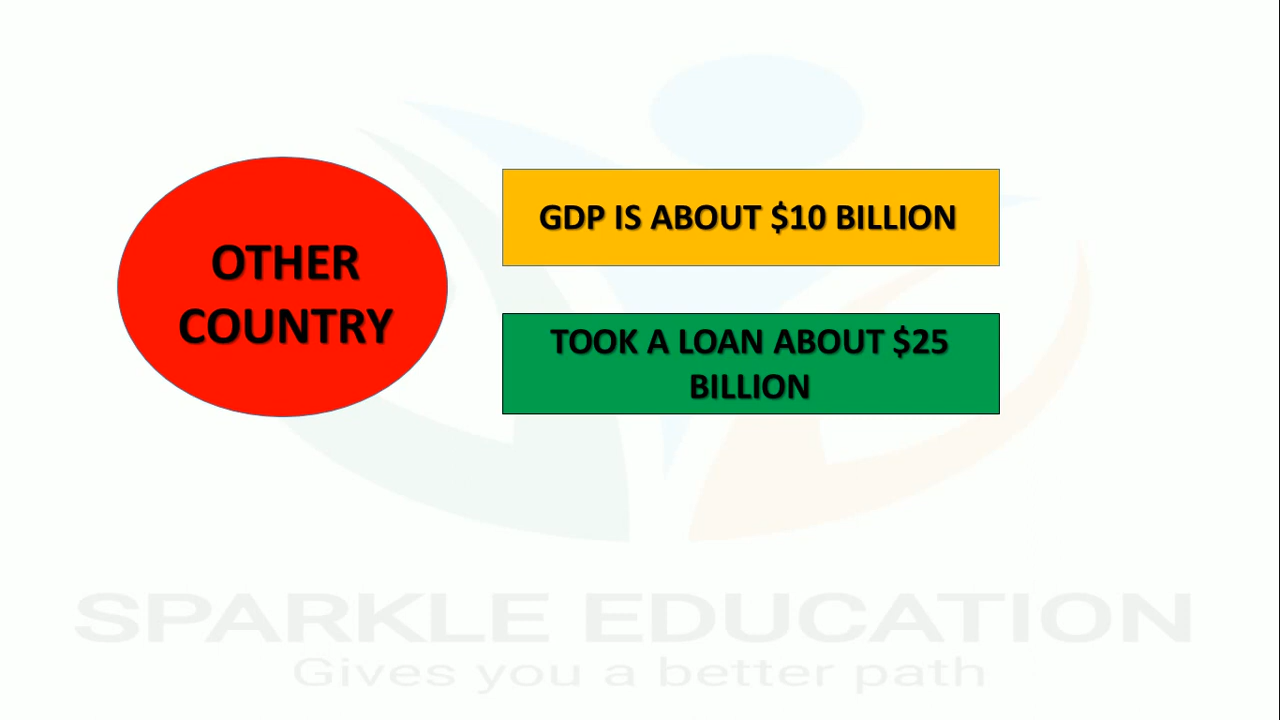 OTHER
COUNTRY
GDP IS ABOUT $10 BILLION
TOOK A LOAN ABOUT $25
BILLION
SPARKLE EDUCATION
Gives you a better path